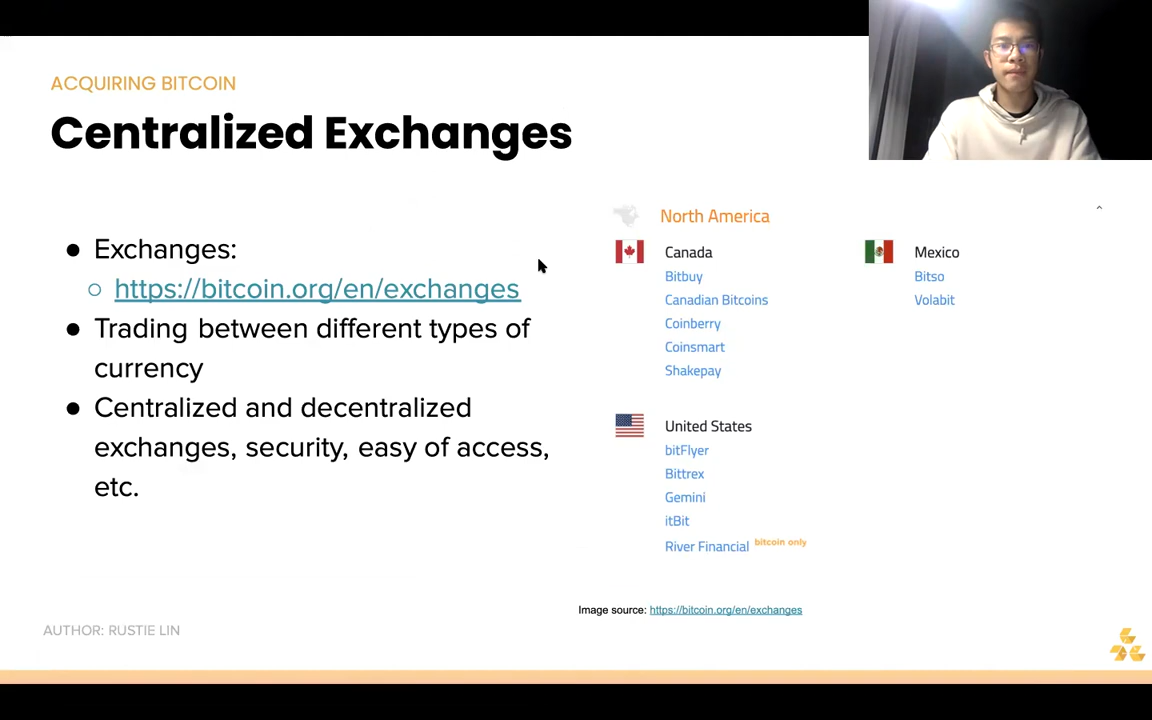 ACQUIRING BITCOIN
Centralized Exchanges
● Exchanges:
○ https://bitcoin.org/en/exchanges
● Trading between different types of
currency
● Centralized and decentralized
exchanges, security, easy of access,
etc.
North America
Canada
Bitbuy
Canadian Bitcoins
Coinberry
Coinsmart
Shakepay
Mexico
Bitso
Volabit
United States
bitFlyer
Bittrex
Gemini
itBit
River Financial bitcoin only
Image source: https://bitcoin.org/en/exchanges
AUTHOR: RUSTIE LIN